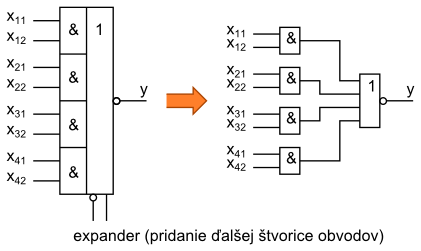 x11
x12
& 1
x21
x22
&
x31
x32
&
x41
x42
&
y
x11
x12
&
x21
x22
&
x31
x32
&
x41
x42
&
1
y
expander (pridanie ďalšej štvorice obvodov)